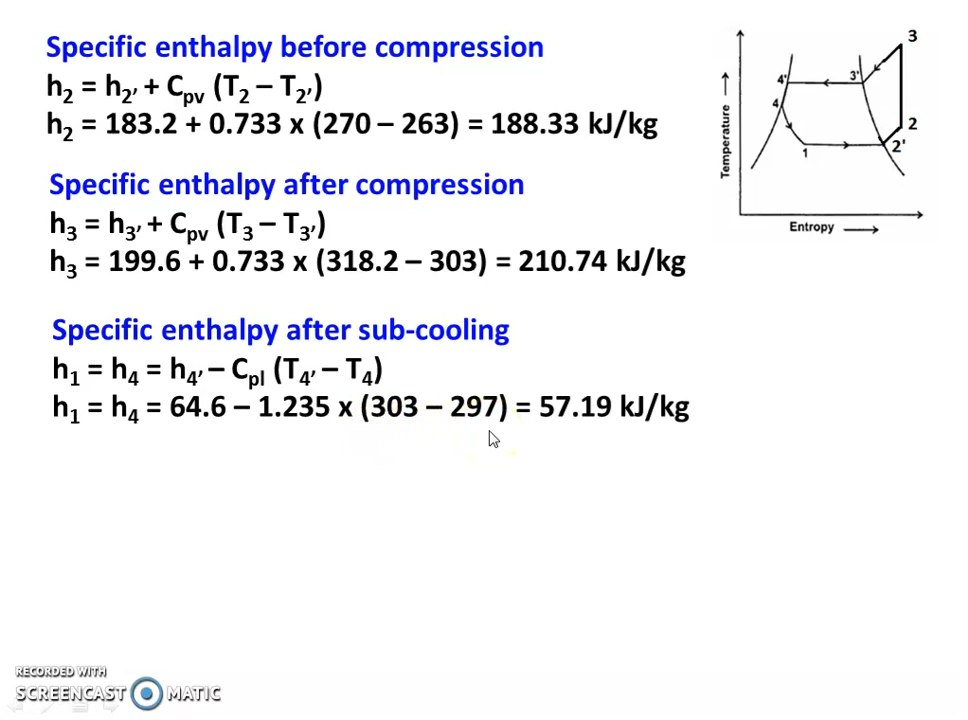 Specific enthalpy before compression
h₂ = h₂′ + Cₚᵥ (T₂ – T₂′)
h₂ = 183.2 + 0.733 x (270 – 263) = 188.33 kJ/kg
Specific enthalpy after compression
h₃ = h₃′ + Cₚᵥ (T₃ – T₃′)
h₃ = 199.6 + 0.733 x (318.2 – 303) = 210.74 kJ/kg
Specific enthalpy after sub-cooling
h₁ = h₄ = h₄′ – Cₚₗ (T₄′ – T₄)
h₁ = h₄ = 64.6 – 1.235 x (303 – 297) = 57.19 kJ/kg
3
4'
3'
4
2
1
2'
Temperature
Entropy
RECORDED WITH
SCREENCAST MATIC